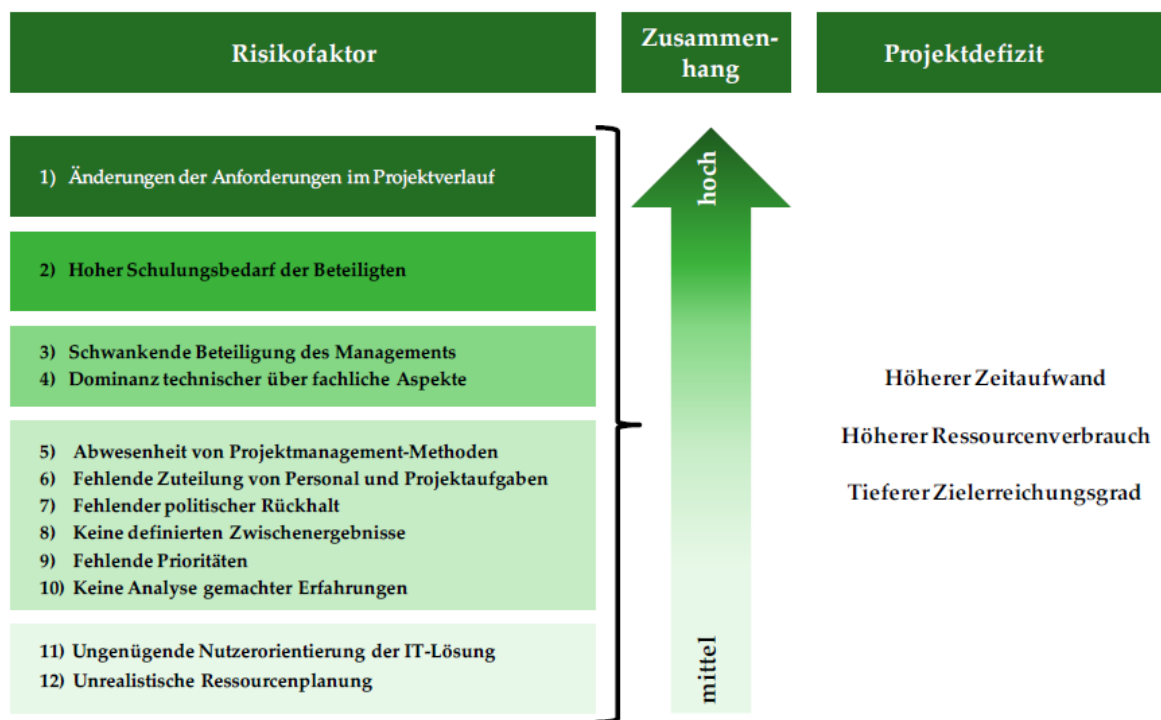 Risikofaktor
Zusammen-
hang
Projektdefizit
1) Änderungen der Anforderungen im Projektverlauf
2) Hoher Schulungsbedarf der Beteiligten
3) Schwankende Beteiligung des Managements
4) Dominanz technischer über fachliche Aspekte
5) Abwesenheit von Projektmanagement-Methoden
6) Fehlende Zuteilung von Personal und Projektaufgaben
7) Fehlender politischer Rückhalt
8) Keine definierten Zwischenergebnisse
9) Fehlende Prioritäten
10) Keine Analyse gemachter Erfahrungen
11) Ungenügende Nutzerorientierung der IT-Lösung
12) Unrealistische Ressourcenplanung
hoch
mittel
Höherer Zeitaufwand
Höherer Ressourcenverbrauch
Tieferer Zielerreichungsgrad